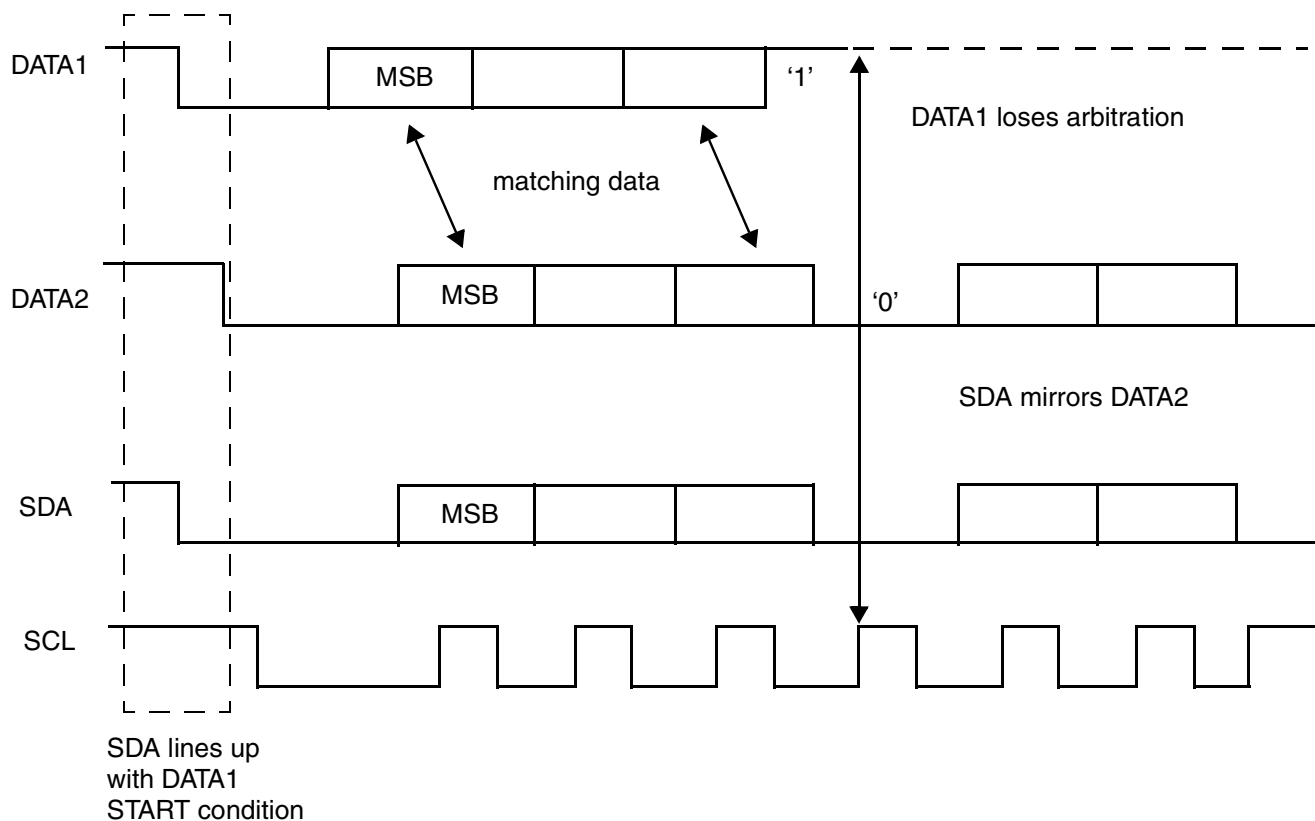 DATA1
MSB
‘1’
DATA1 loses arbitration
matching data
DATA2
MSB
‘0’
SDA mirrors DATA2
SDA
MSB
SCL
SDA lines up
with DATA1
START condition